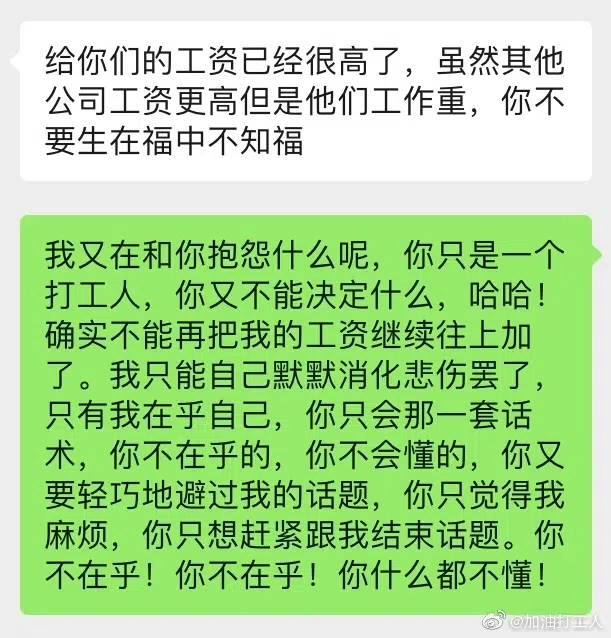 给你们的工资已经很高了，虽然其他
公司工资更高但是他们工作重，你不
要生在福中不知福
我又在和你抱怨什么呢，你只是一个
打工人，你又不能决定什么，哈哈！
确实不能再把我的工资继续往上加
了。我只能自己默默消化悲伤罢了，
只有我在乎自己，你只会那一套话
术，你不在乎的，你不会懂的，你又
要轻巧地避过我的话题，你只觉得我
麻烦，你只想赶紧跟我结束话题。你
不在乎！你不在乎！你什么都不懂！
@加油打工人